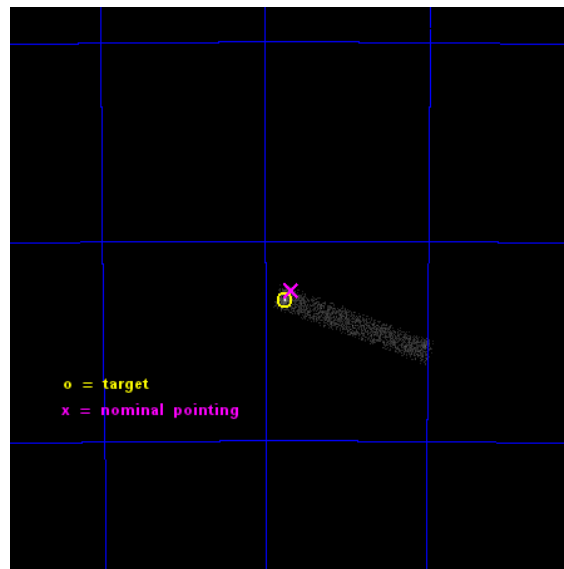 o = target
x = nominal pointing